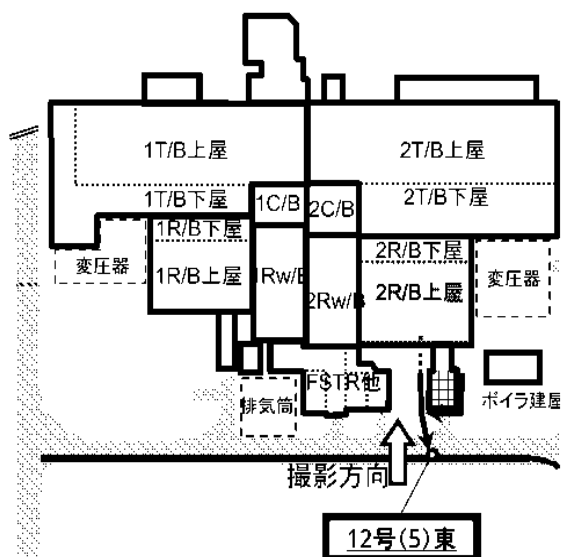 1T/B上屋
2T/B上屋
1T/B下屋
2T/B下屋
1C/B
2C/B
1R/B下屋
2R/B下屋
変圧器
1R/B上屋
1Rw/B
2Rw/B
2R/B上屋
変圧器
FSTR他
排気筒
ボイラ建屋
撮影方向
12号(5)東